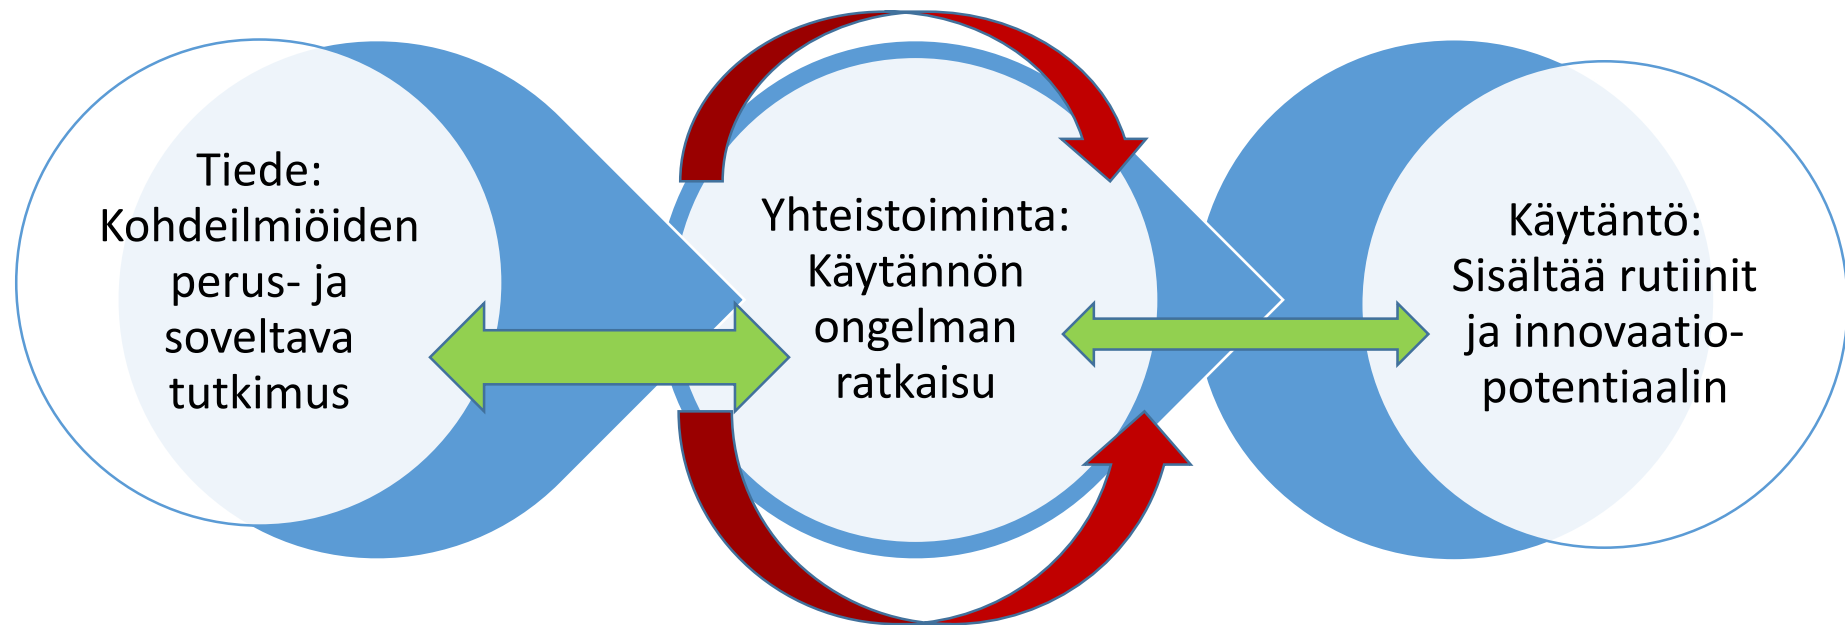 Tiede:
Kohdeilmiöiden
perus- ja
soveltava
tutkimus
Yhteistoiminta:
Käytännön
ongelman
ratkaisu
Käytäntö:
Sisältää rutiinit
ja innovaatio-
potentiaalin